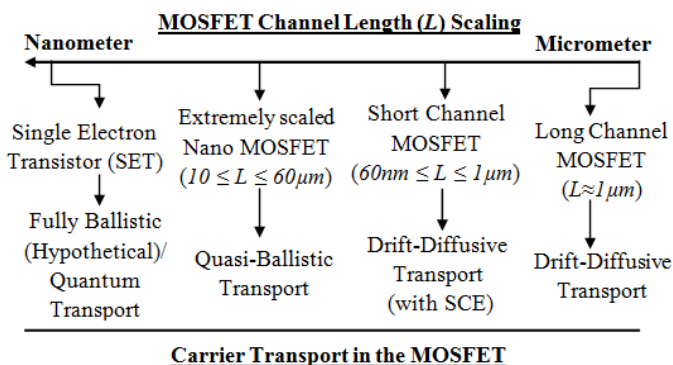 MOSFET Channel Length (L) Scaling
Nanometer
Micrometer
Single Electron
Transistor (SET)
Extremely scaled
Nano MOSFET
(10 ≤ L ≤ 60μm)
Short Channel
MOSFET
(60nm ≤ L ≤ 1μm)
Long Channel
MOSFET
(L≈1μm)
Fully Ballistic
(Hypothetical)/
Quantum
Transport
Quasi-Ballistic
Transport
Drift-Diffusive
Transport
(with SCE)
Drift-Diffusive
Transport
Carrier Transport in the MOSFET